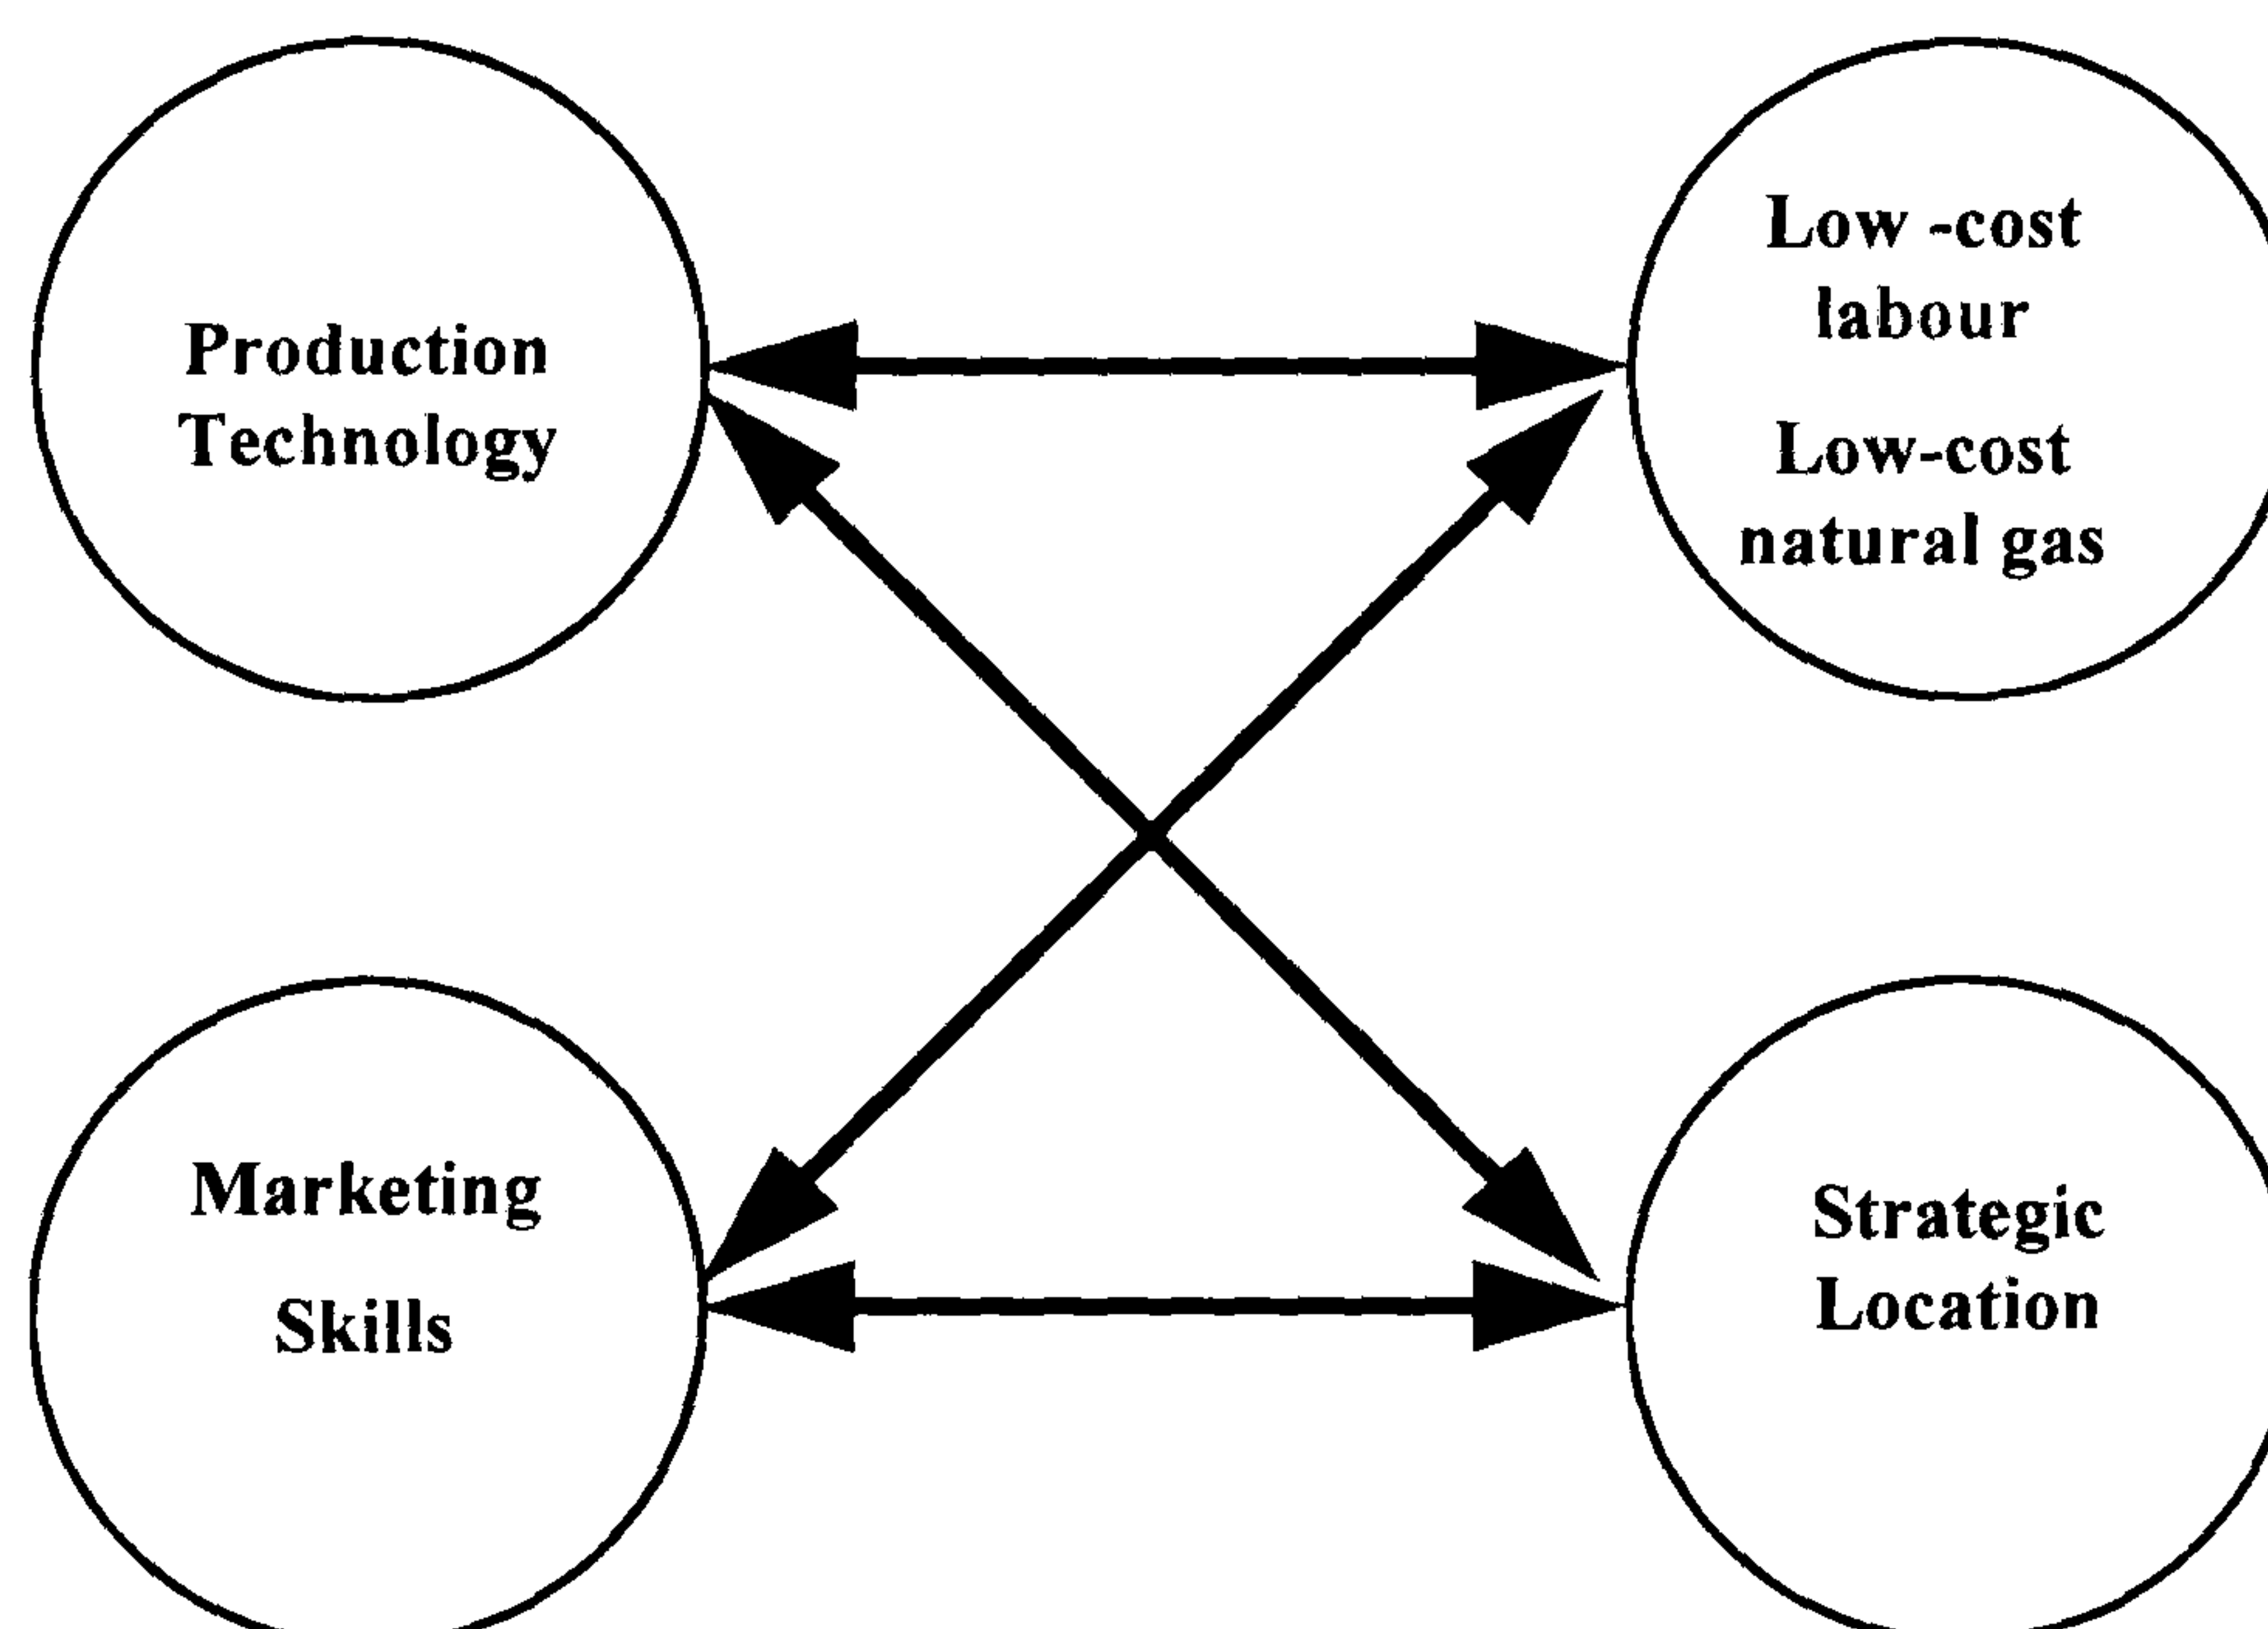 Production
Technology
Low -cost
labour
Low-cost
natural gas
Marketing
Skills
Strategic
Location